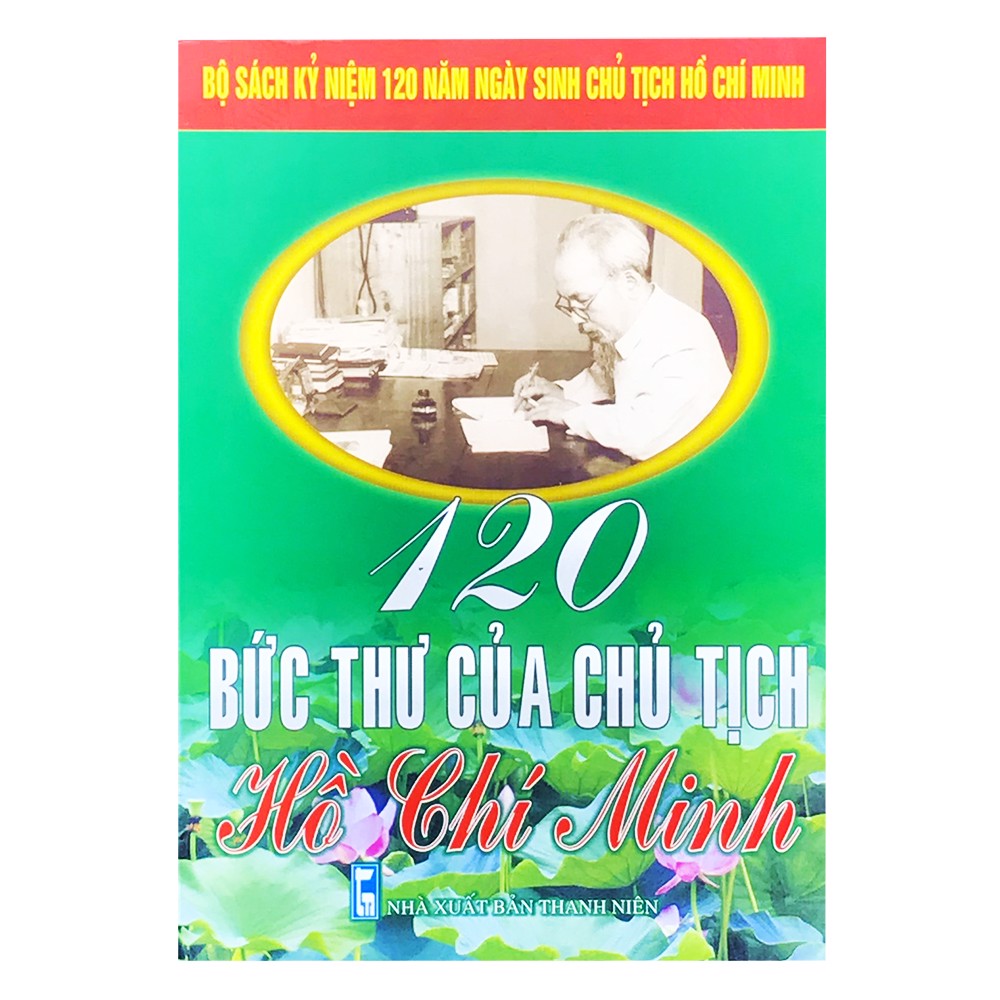 BỘ SÁCH KỶ NIỆM 120 NĂM NGÀY SINH CHỦ TỊCH HỒ CHÍ MINH
120
BỨC THƯ CỦA CHỦ TỊCH
Hồ Chí Minh
NHÀ XUẤT BẢN THANH NIÊN